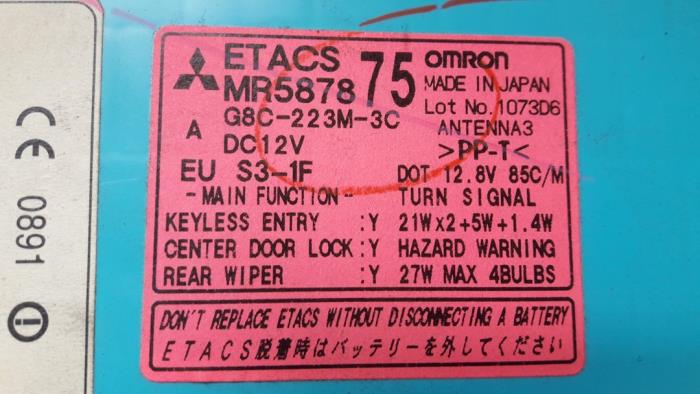 ETACS 75 OMRON
MR5878 MADE IN JAPAN
A G8C-223M-3C Lot No. 1073D6
DC12V ANTENNA3
>PP-T<
EU S3-1F DOT 12.8V 85C/M
-MAIN FUNCTION- TURN SIGNAL
KEYLESS ENTRY :Y 21W×2+5W+1.4W
CENTER DOOR LOCK :Y HAZARD WARNING
REAR WIPER :Y 27W MAX 4BULBS
DON'T REPLACE ETACS WITHOUT DISCONNECTING A BATTERY
ETACS脱着時はバッテリーを外してください
CE 0891